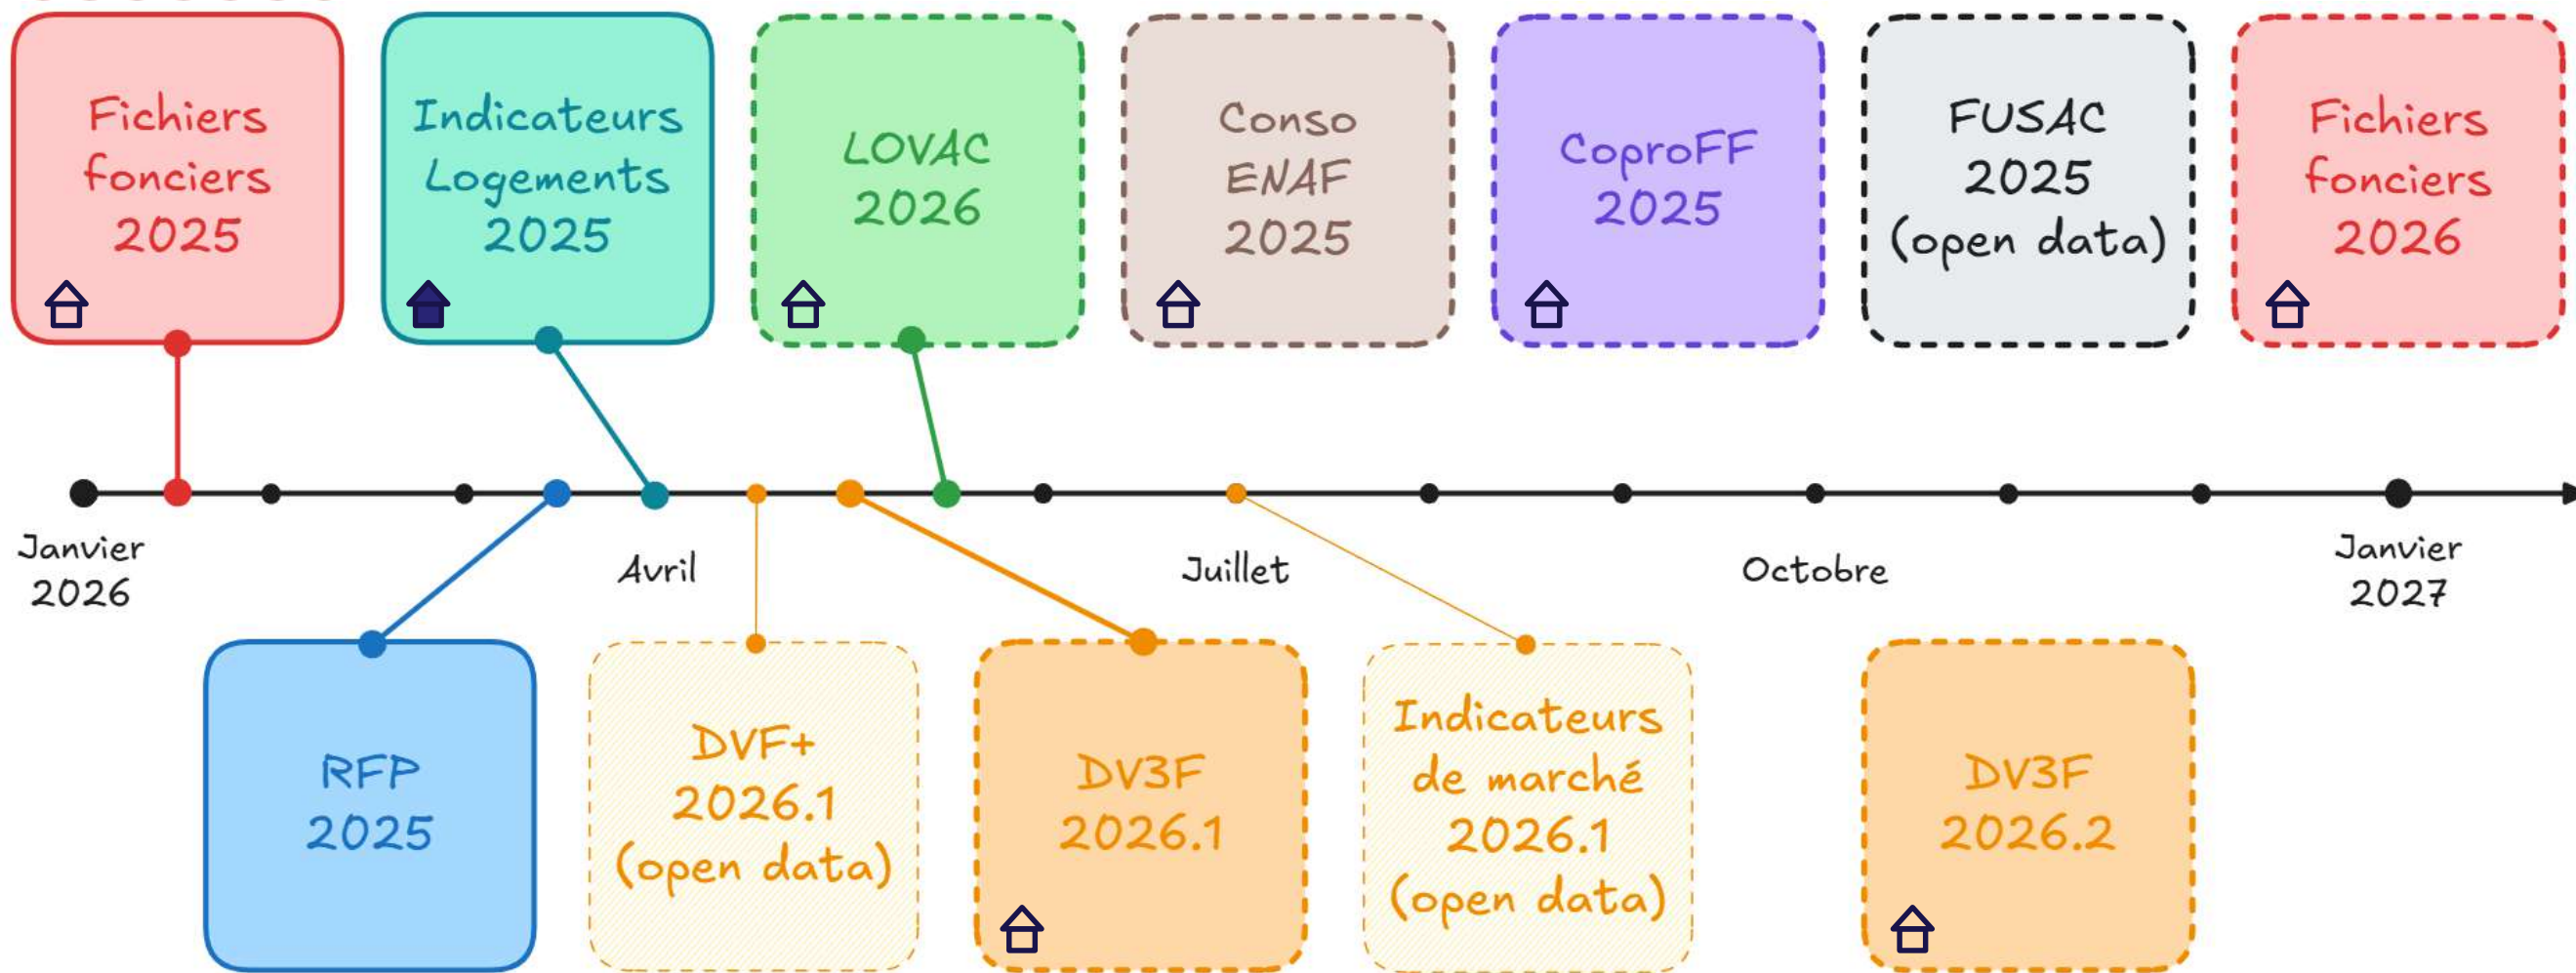 Fichiers
fonciers
2025
Indicateurs
Logements
2025
LOVAC
2026
Conso
ENAF
2025
CoproFF
2025
FUSAC
2025
(open data)
Fichiers
fonciers
2026
Janvier
2026
Avril
Juillet
Octobre
Janvier
2027
RFP
2025
DVF+
2026.1
(open data)
DV3F
2026.1
Indicateurs
de marché
2026.1
(open data)
DV3F
2026.2